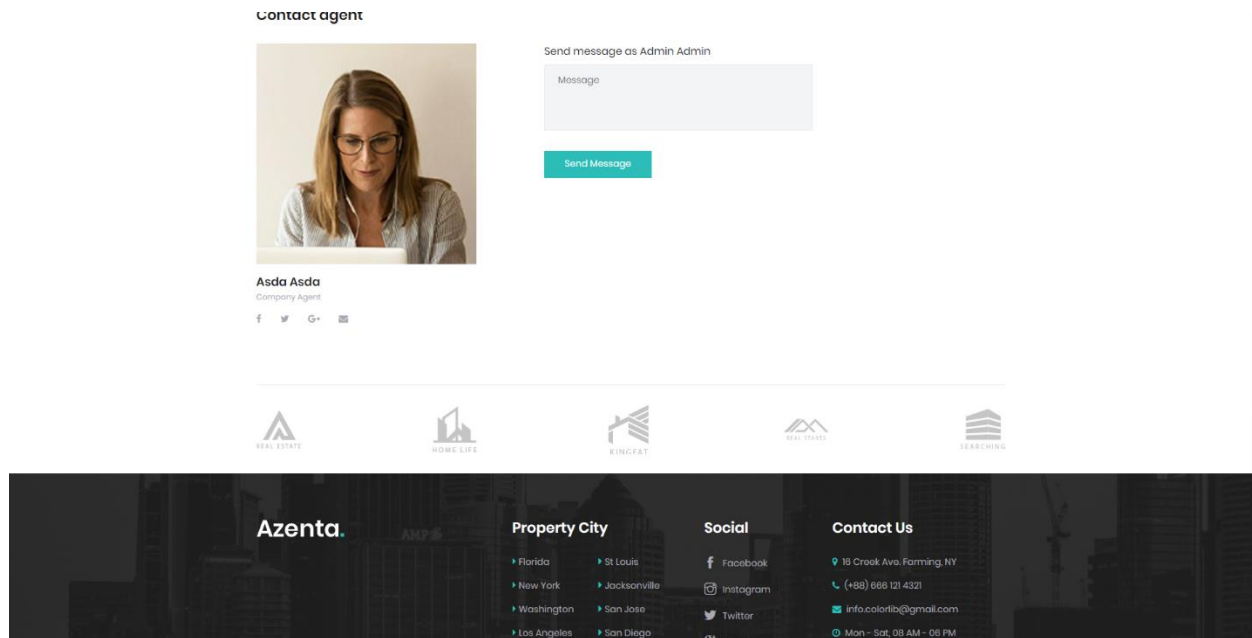 Contact agent
Send message as Admin Admin
Message
Send Message
Asda Asda
Company Agent
REAL ESTATE
HOME LIFE
KINGFAT
SEARCHING
Azenta.
AMP
Property City
Florida
St Louis
New York
Jacksonville
Washington
San Jose
Los Angeles
San Diego
Social
Facebook
Instagram
Twitter
Contact Us
16 Creek Ave. Farming, NY
(+88) 666 121 4321
info.colorlib@gmail.com
Mon - Sat, 08 AM - 06 PM